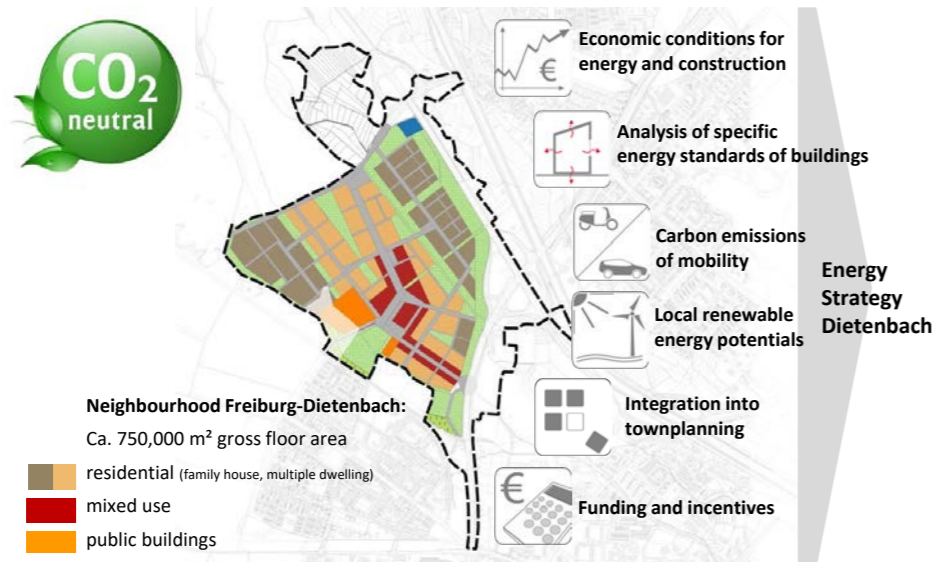 CO2
neutral
Economic conditions for
energy and construction
€
Analysis of specific
energy standards of buildings
Carbon emissions
of mobility
Local renewable
energy potentials
Energy
Strategy
Dietenbach
Integration into
townplanning
€
Funding and incentives
Neighbourhood Freiburg-Dietenbach:
Ca. 750,000 m² gross floor area
residential (family house, multiple dwelling)
mixed use
public buildings